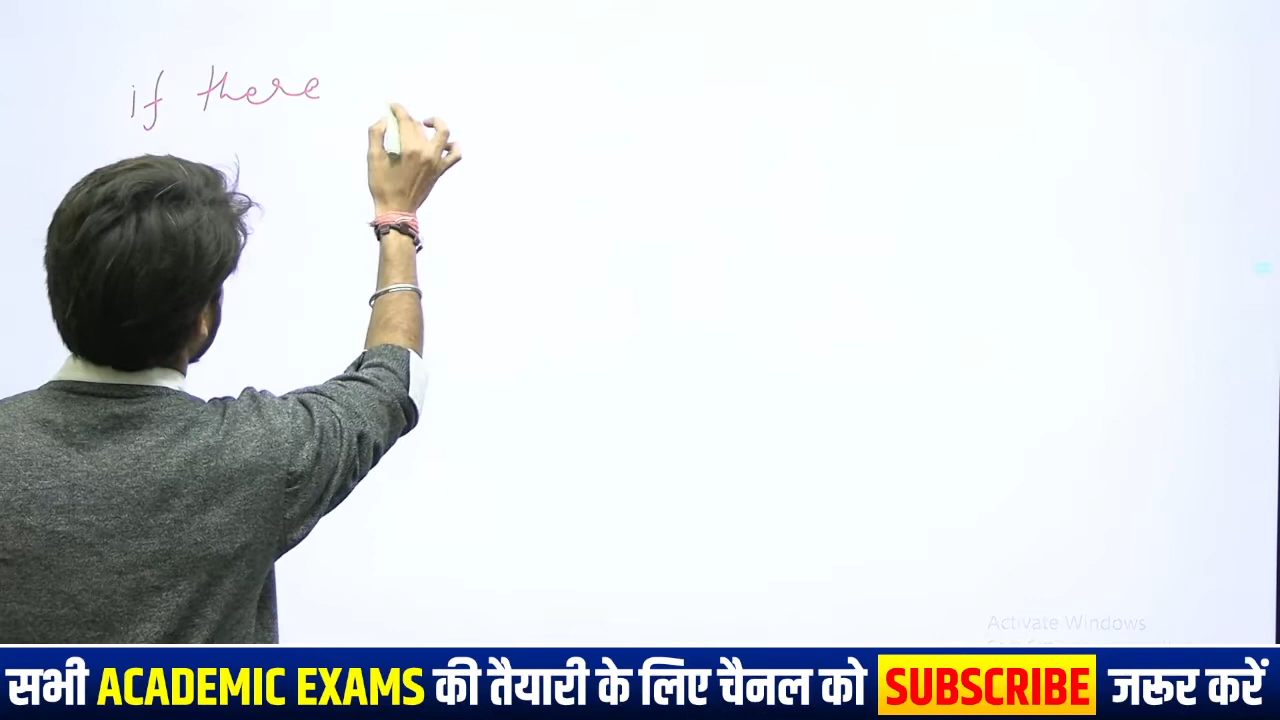 if there
Activate Windows
सभी ACADEMIC EXAMS की तैयारी के लिए चैनल को SUBSCRIBE जरूर करें